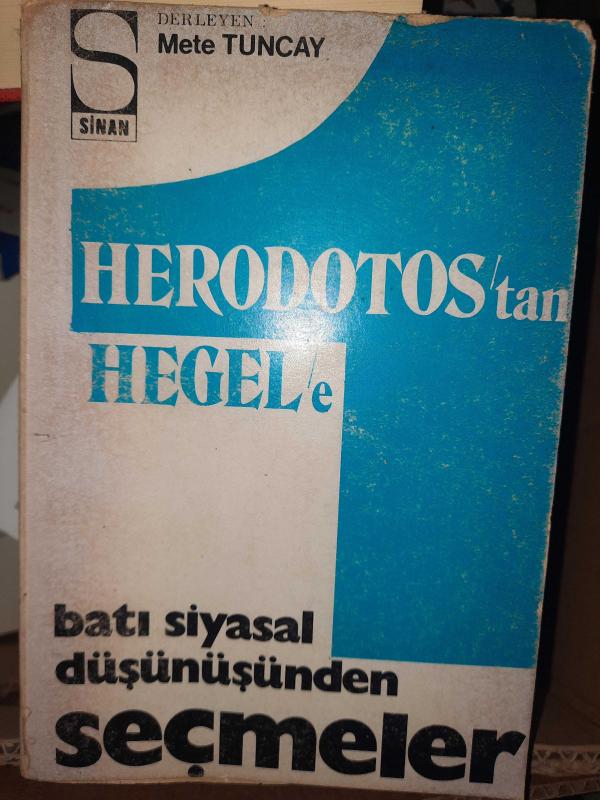 DERLEYEN :
Mete TUNCAY
SİNAN
HERODOTOS/tan
HEGEL/e
batı siyasal
düşünüşünden
seçmeler